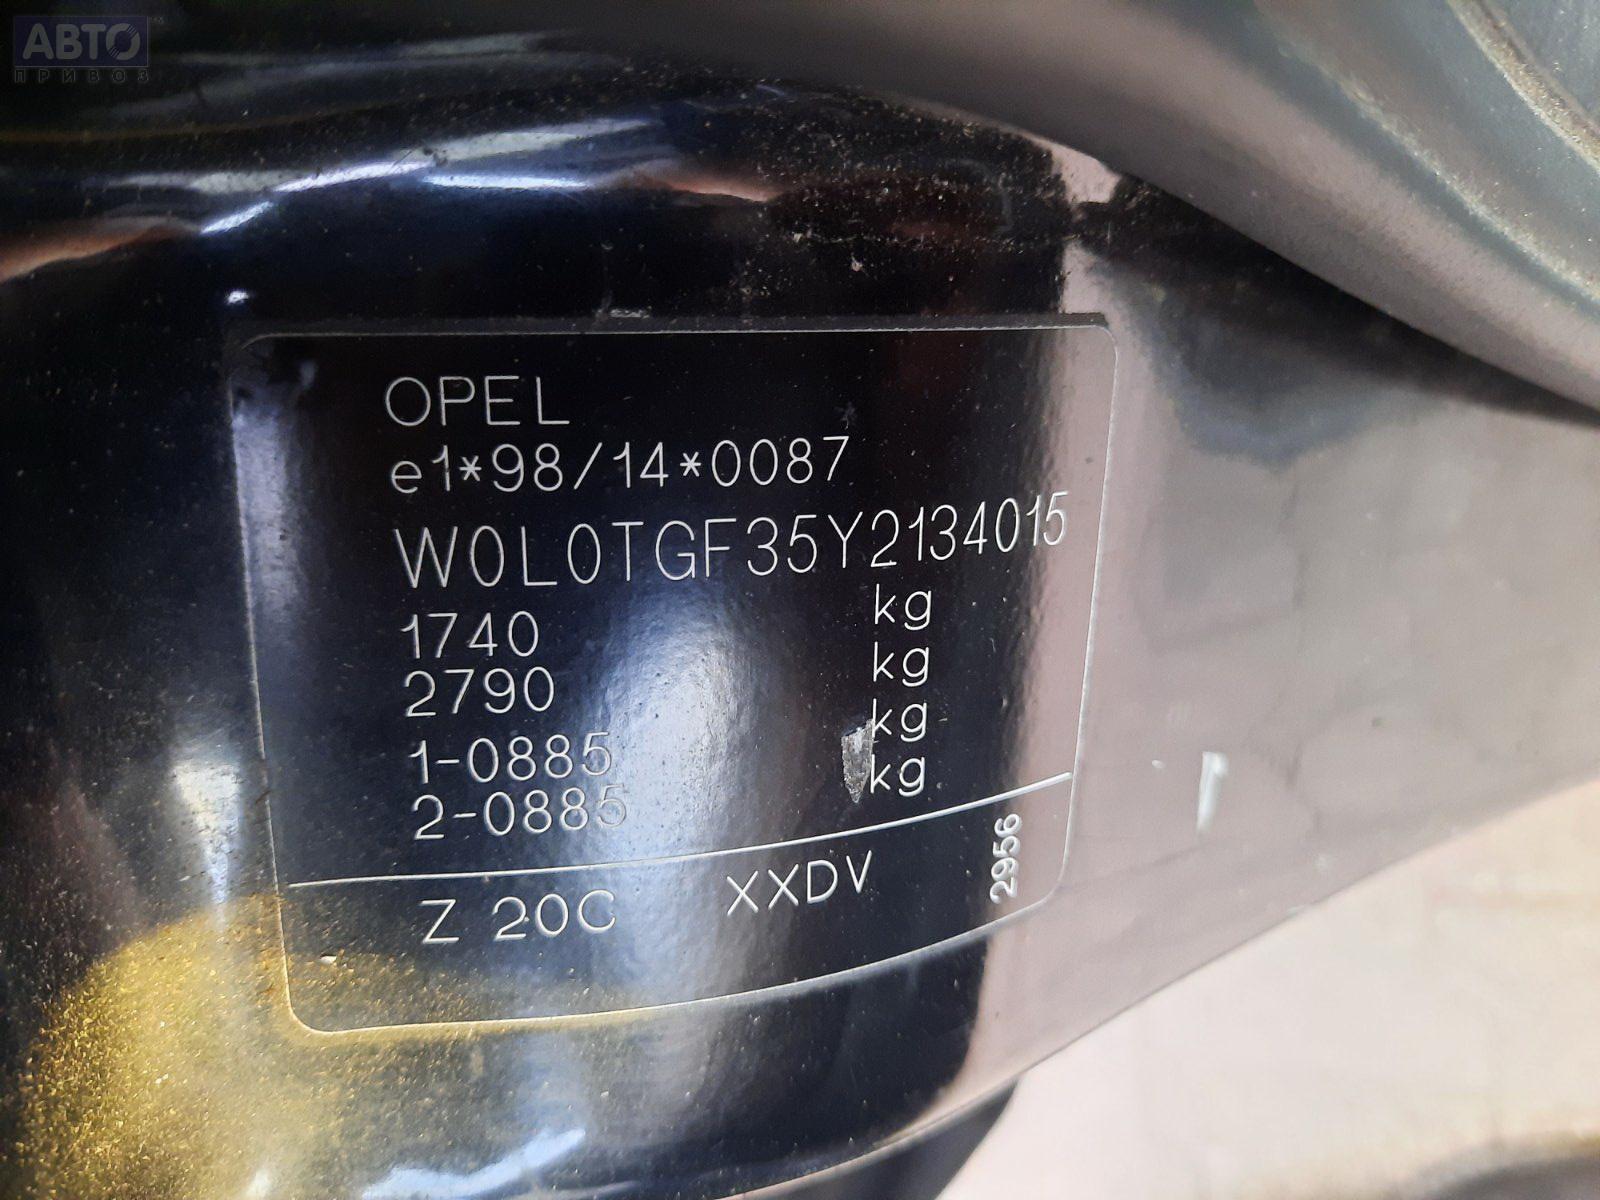 АВТО
ПРИВОЗ
OPEL
e1*98/14*0087
W0L0TGF35Y2134015
1740 kg
2790 kg
1-0885 kg
2-0885 kg
Z 20C XXDV 2956